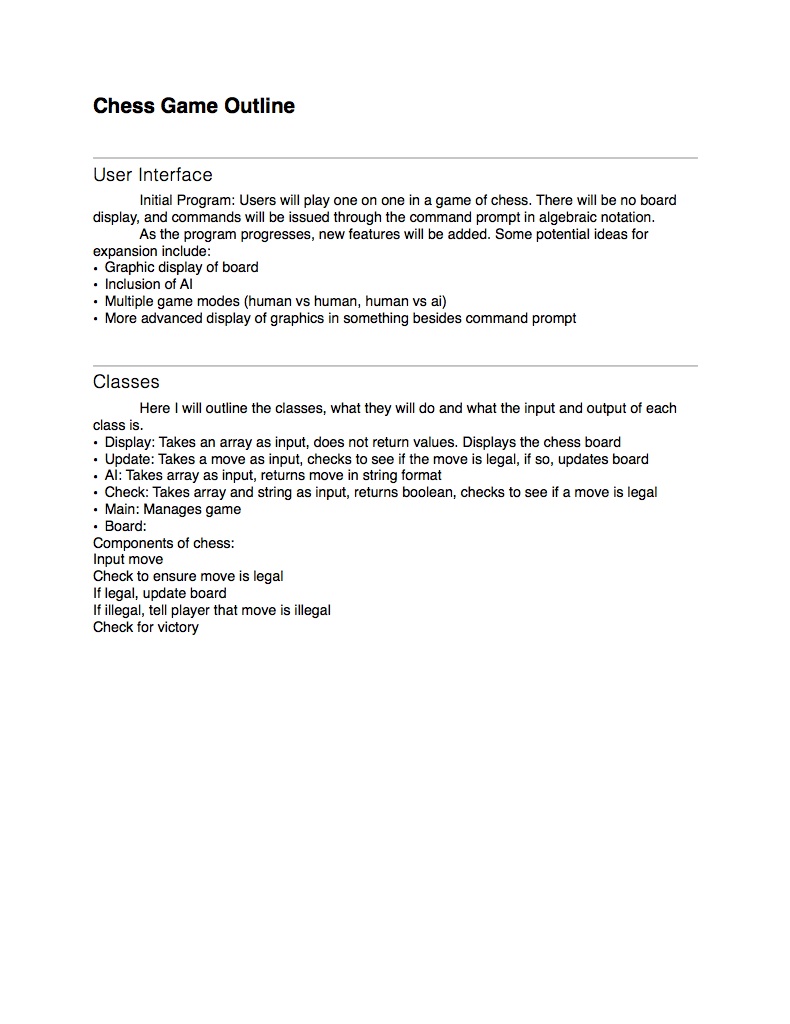 Chess Game Outline
User Interface
Initial Program: Users will play one on one in a game of chess. There will be no board
display, and commands will be issued through the command prompt in algebraic notation.
As the program progresses, new features will be added. Some potential ideas for
expansion include:
• Graphic display of board
• Inclusion of AI
• Multiple game modes (human vs human, human vs ai)
• More advanced display of graphics in something besides command prompt
Classes
Here I will outline the classes, what they will do and what the input and output of each
class is.
• Display: Takes an array as input, does not return values. Displays the chess board
• Update: Takes a move as input, checks to see if the move is legal, if so, updates board
• AI: Takes array as input, returns move in string format
• Check: Takes array and string as input, returns boolean, checks to see if a move is legal
• Main: Manages game
• Board:
Components of chess:
Input move
Check to ensure move is legal
If legal, update board
If illegal, tell player that move is illegal
Check for victory